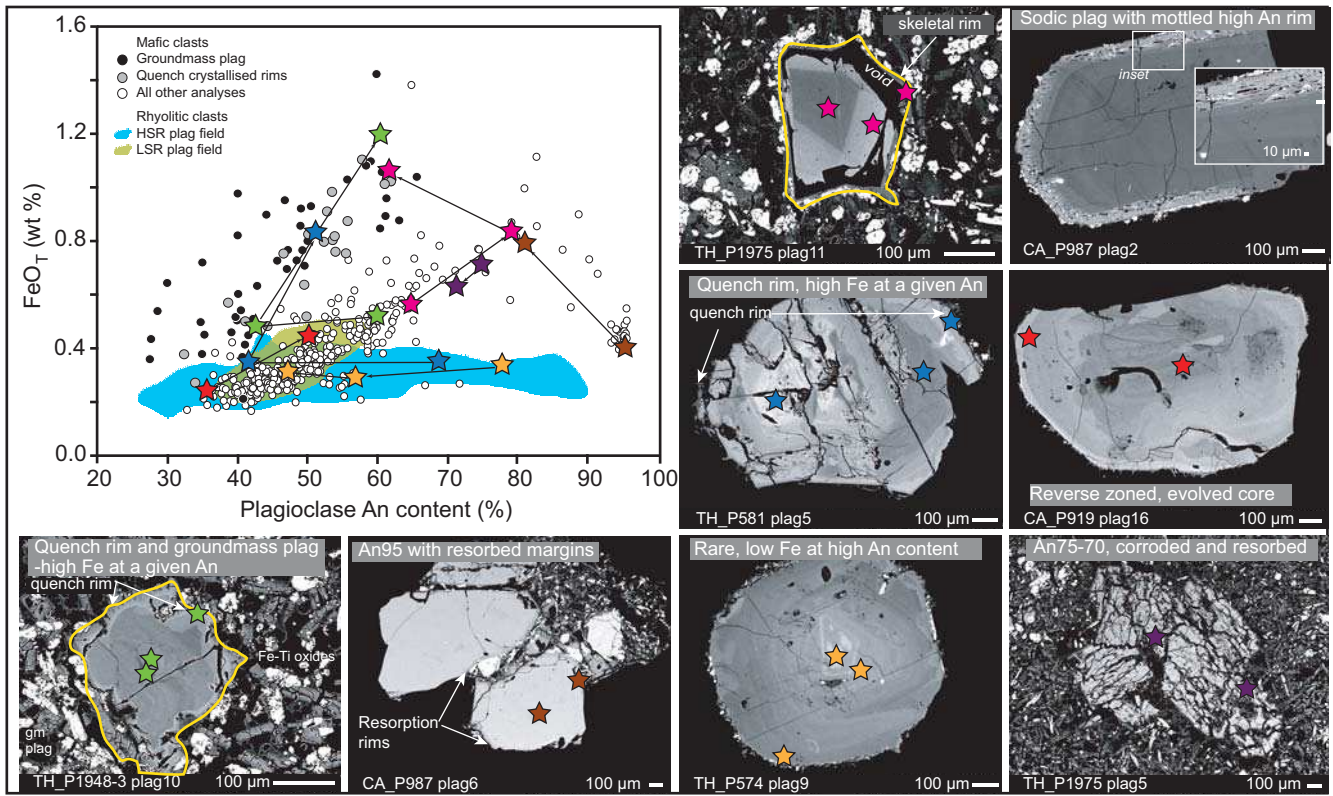 1.6
1.2
0.8
0.4
0.0
FeO_T (wt %)
20
30
40
50
60
70
80
90
100
Plagioclase An content (%)
Mafic clasts
Groundmass plag
Quench crystallised rims
All other analyses
Rhyolitic clasts
HSR plag field
LSR plag field
skeletal rim
void
TH_P1975 plag11
100 µm
Sodic plag with mottled high An rim
inset
10 µm
CA_P987 plag2
100 µm
Quench rim, high Fe at a given An
quench rim
TH_P581 plag5
100 µm
Reverse zoned, evolved core
CA_P919 plag16
100 µm
Quench rim and groundmass plag
-high Fe at a given An
quench rim
Fe-Ti oxides
gm
plag
TH_P1948-3 plag10
100 µm
An95 with resorbed margins
Resorption
rims
CA_P987 plag6
100 µm
Rare, low Fe at high An content
TH_P574 plag9
100 µm
An75-70, corroded and resorbed
TH_P1975 plag5
100 µm